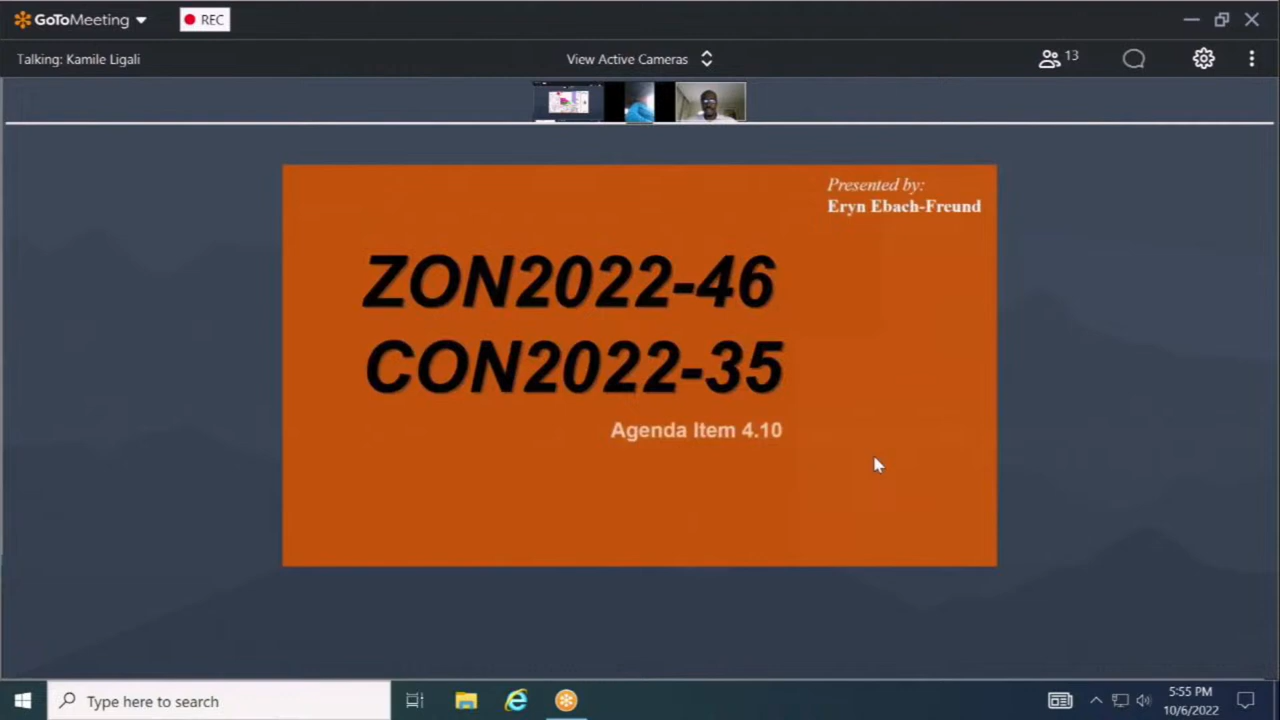 GoToMeeting
REC
Talking: Kamile Ligali
View Active Cameras
13
Presented by:
Eryn Ebach-Freund
ZON2022-46
CON2022-35
Agenda Item 4.10
Type here to search
5:55 PM
10/6/2022